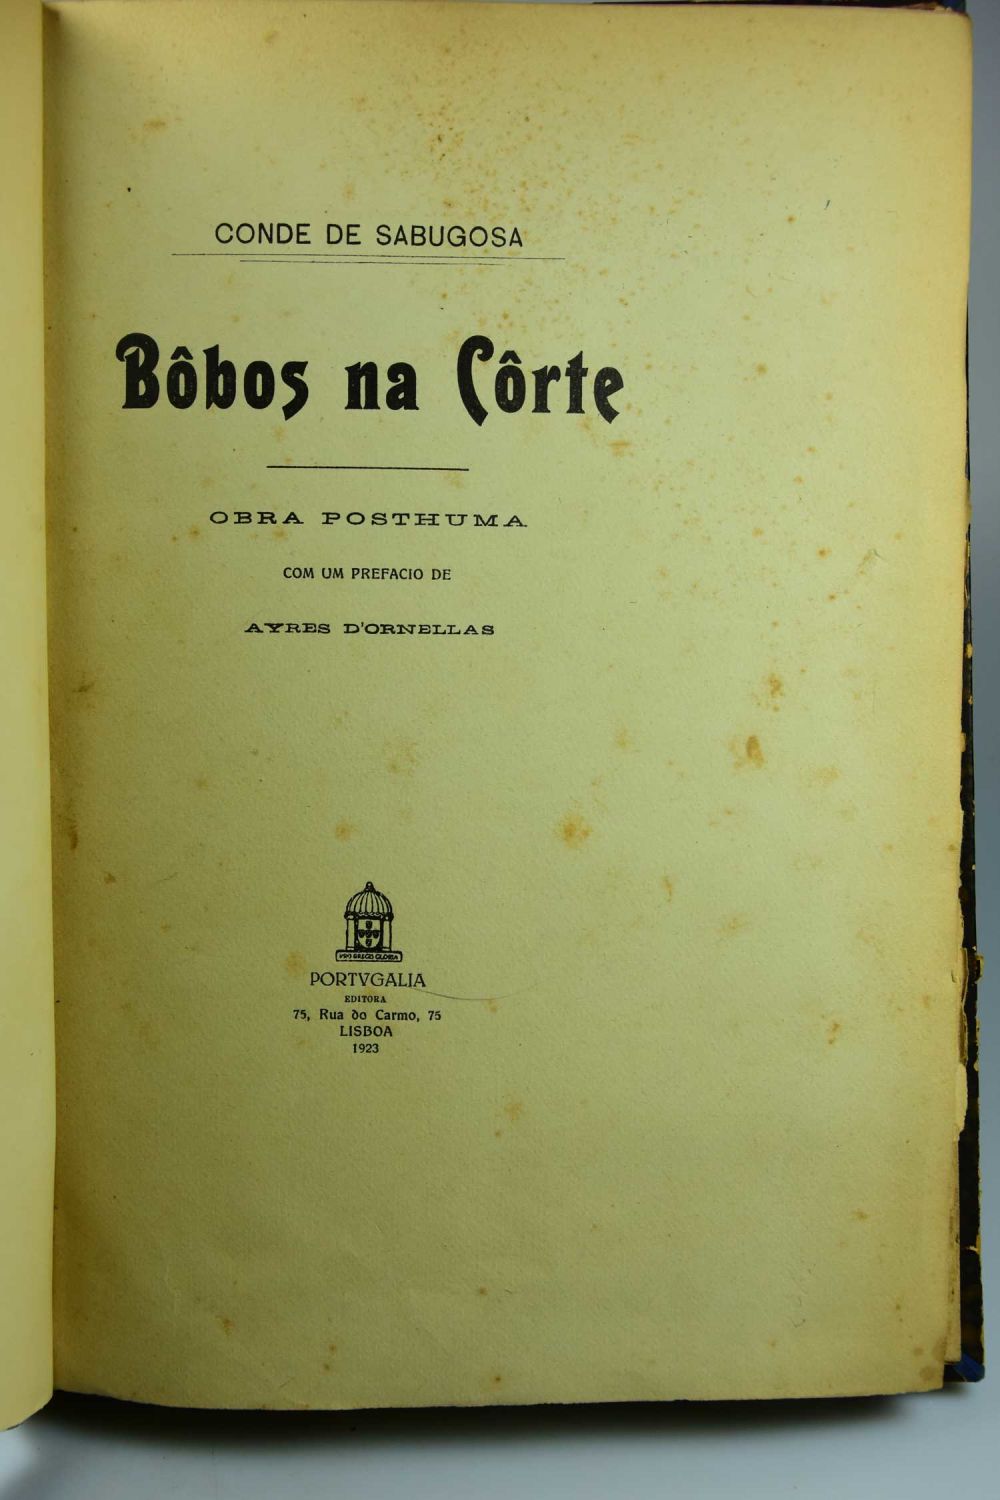 CONDE DE SABUGOSA
Bôbos na Côrte
OBRA POSTHUMA
COM UM PREFACIO DE
AYRES D'ORNELLAS
PORTVGALIA
EDITORA
75, Rua do Carmo, 75
LISBOA
1923